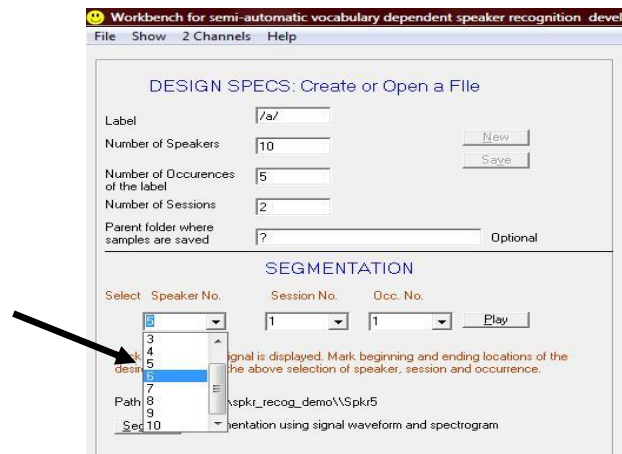 Workbench for semi-automatic vocabulary dependent speaker recognition devel
File Show 2 Channels Help
DESIGN SPECS: Create or Open a FIle
Label /a/
Number of Speakers 10
New
Save
Number of Occurences of the label 5
Number of Sessions 2
Parent folder where samples are saved ? Optional
SEGMENTATION
Select Speaker No. Session No. Occ. No.
5 1 1 Play
3
4
5
6
7
8
9
10
nal is displayed. Mark beginning and ending locations of the
the above selection of speaker, session and occurrence.
Path \spkr_recog_demo\\Spkr5
entation using signal waveform and spectrogram